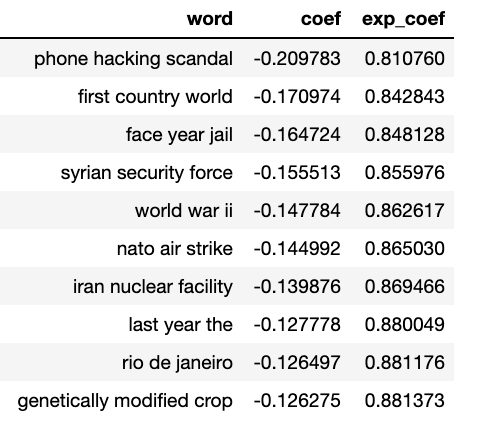 word coef exp_coef
phone hacking scandal -0.209783 0.810760
first country world -0.170974 0.842843
face year jail -0.164724 0.848128
syrian security force -0.155513 0.855976
world war ii -0.147784 0.862617
nato air strike -0.144992 0.865030
iran nuclear facility -0.139876 0.869466
last year the -0.127778 0.880049
rio de janeiro -0.126497 0.881176
genetically modified crop -0.126275 0.881373